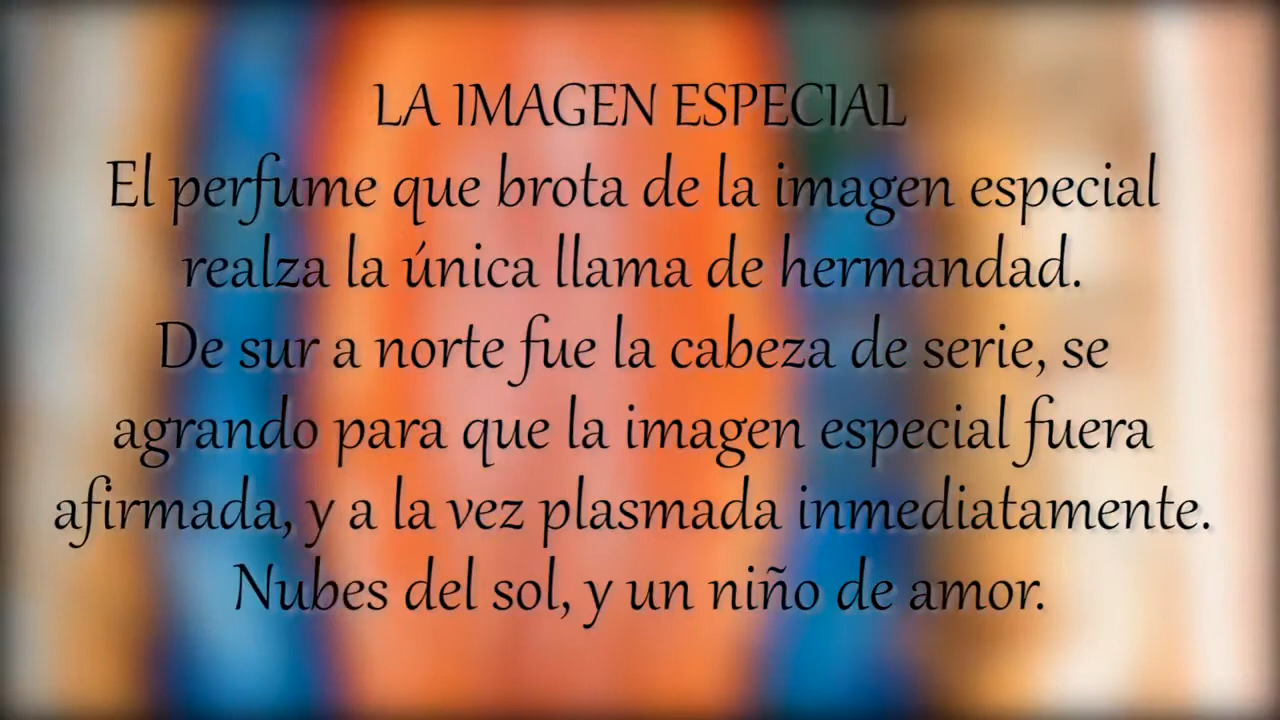 LA IMAGEN ESPECIAL
El perfume que brota de la imagen especial
realza la única llama de hermandad.
De sur a norte fue la cabeza de serie, se
agrando para que la imagen especial fuera
afirmada, y a la vez plasmada inmediatamente.
Nubes del sol, y un niño de amor.